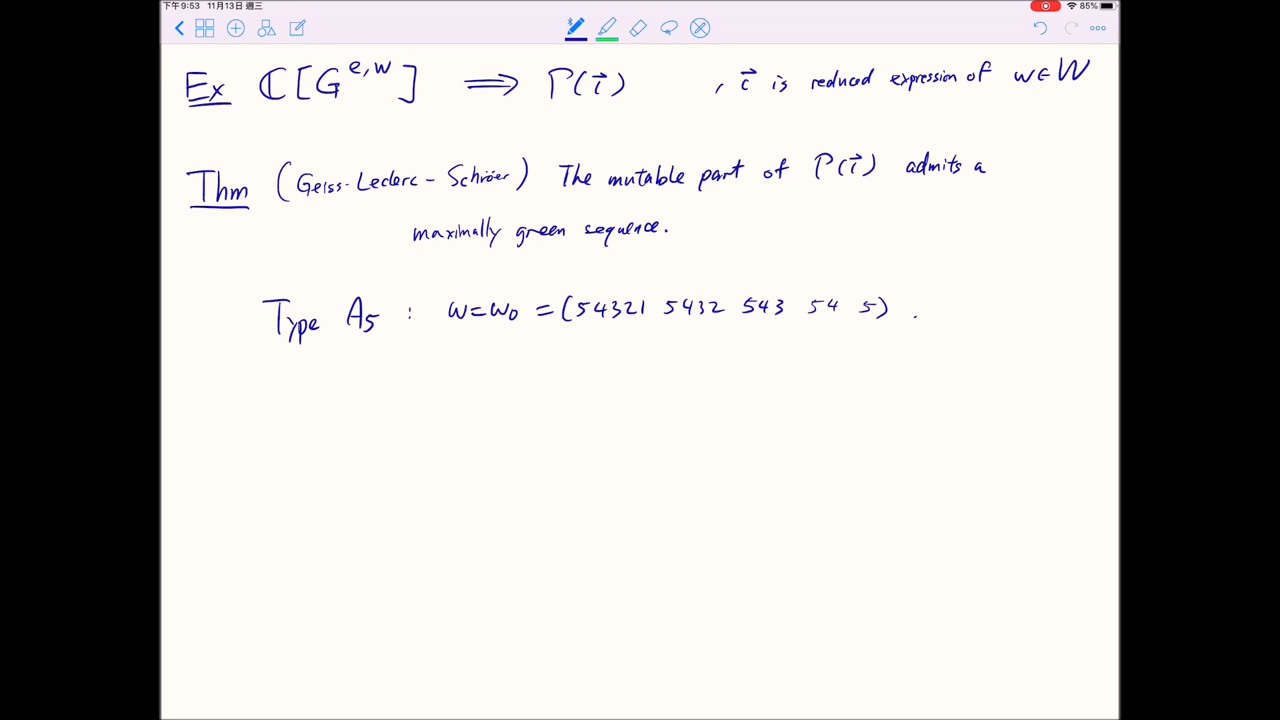 下午9:53 11月13日 週三
85%
Ex ℂ[G^{e,w}] ⟹ Γ(i⃗) , i⃗ is reduced expression of w∈W
Thm (Geiss-Leclerc-Schröer) The mutable part of Γ(i⃗) admits a
maximally green sequence.
Type A₅ : w=w₀ =(54321 5432 543 54 5) .